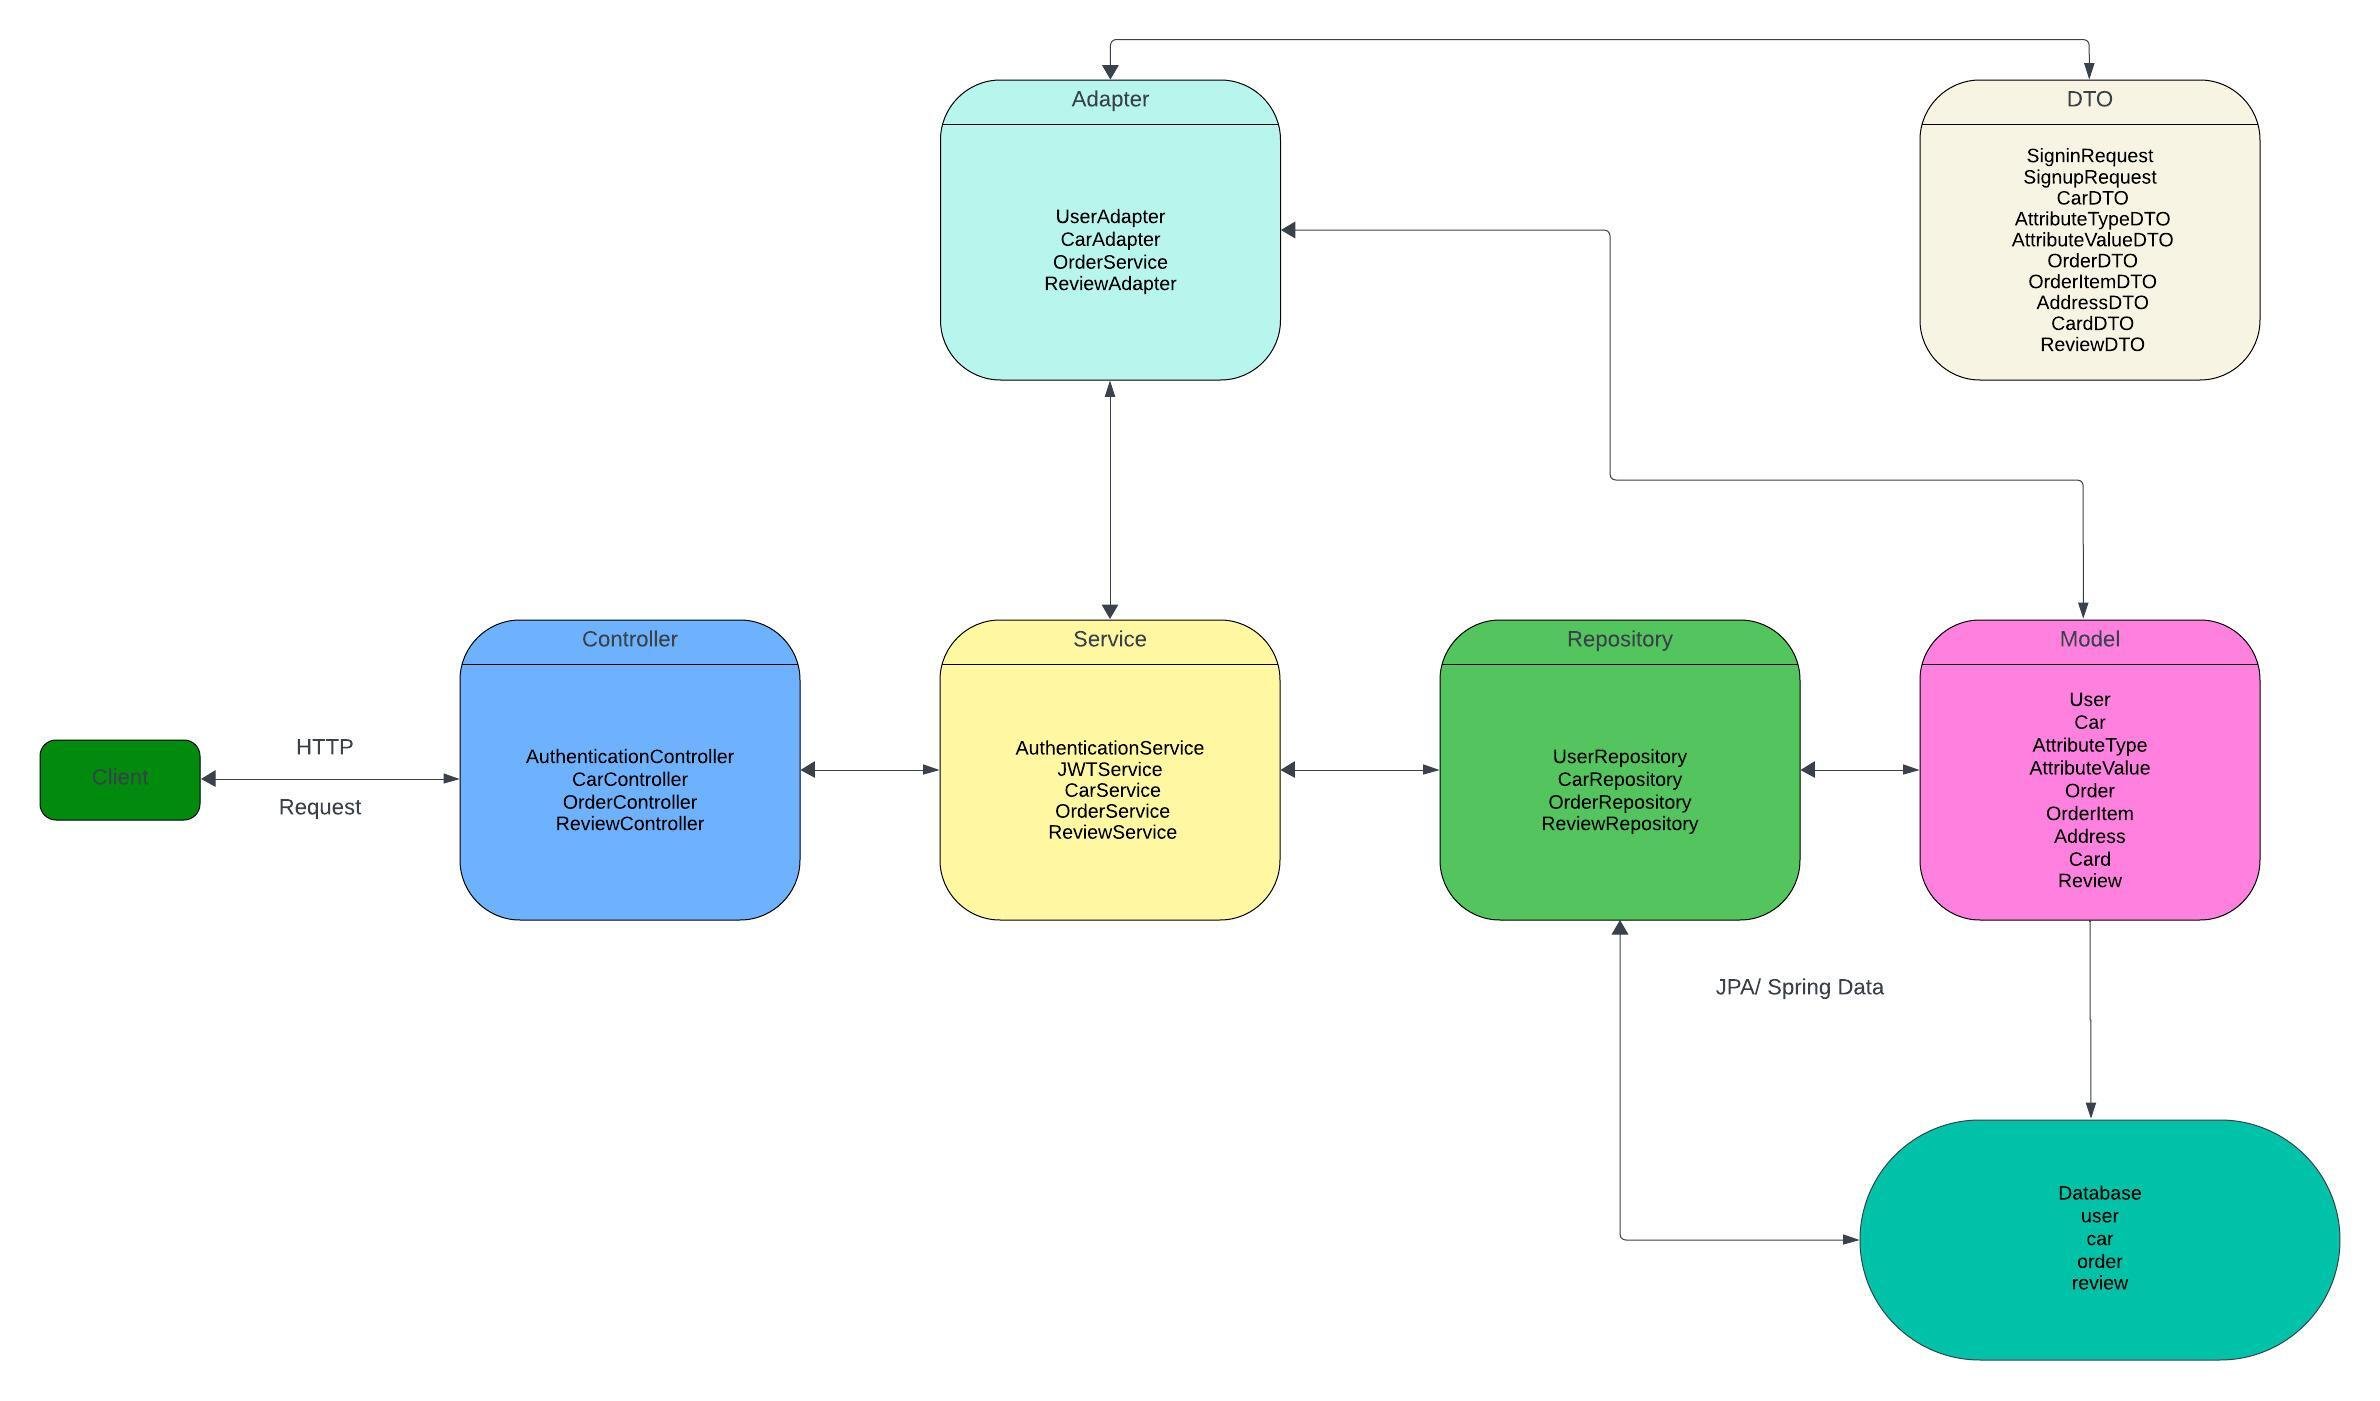 Adapter
UserAdapter
CarAdapter
OrderService
ReviewAdapter
DTO
SigninRequest
SignupRequest
CarDTO
AttributeTypeDTO
AttributeValueDTO
OrderDTO
OrderItemDTO
AddressDTO
CardDTO
ReviewDTO
Client
HTTP
Request
Controller
AuthenticationController
CarController
OrderController
ReviewController
Service
AuthenticationService
JWTService
CarService
OrderService
ReviewService
Repository
UserRepository
CarRepository
OrderRepository
ReviewRepository
Model
User
Car
AttributeType
AttributeValue
Order
OrderItem
Address
Card
Review
JPA/ Spring Data
Database
user
car
order
review